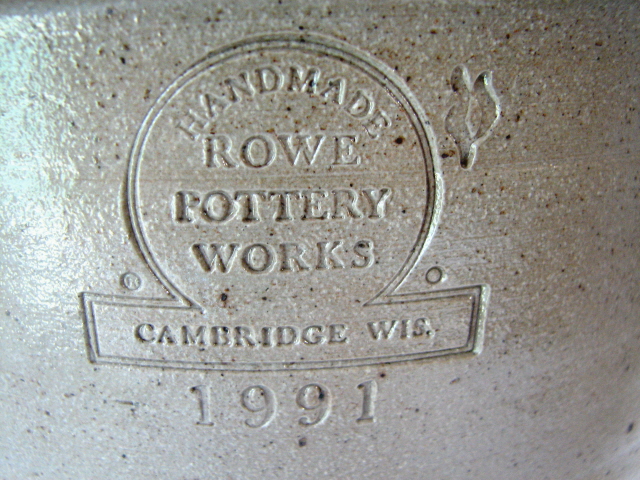 HANDMADE
ROWE
POTTERY
WORKS
®
CAMBRIDGE WIS.
1991